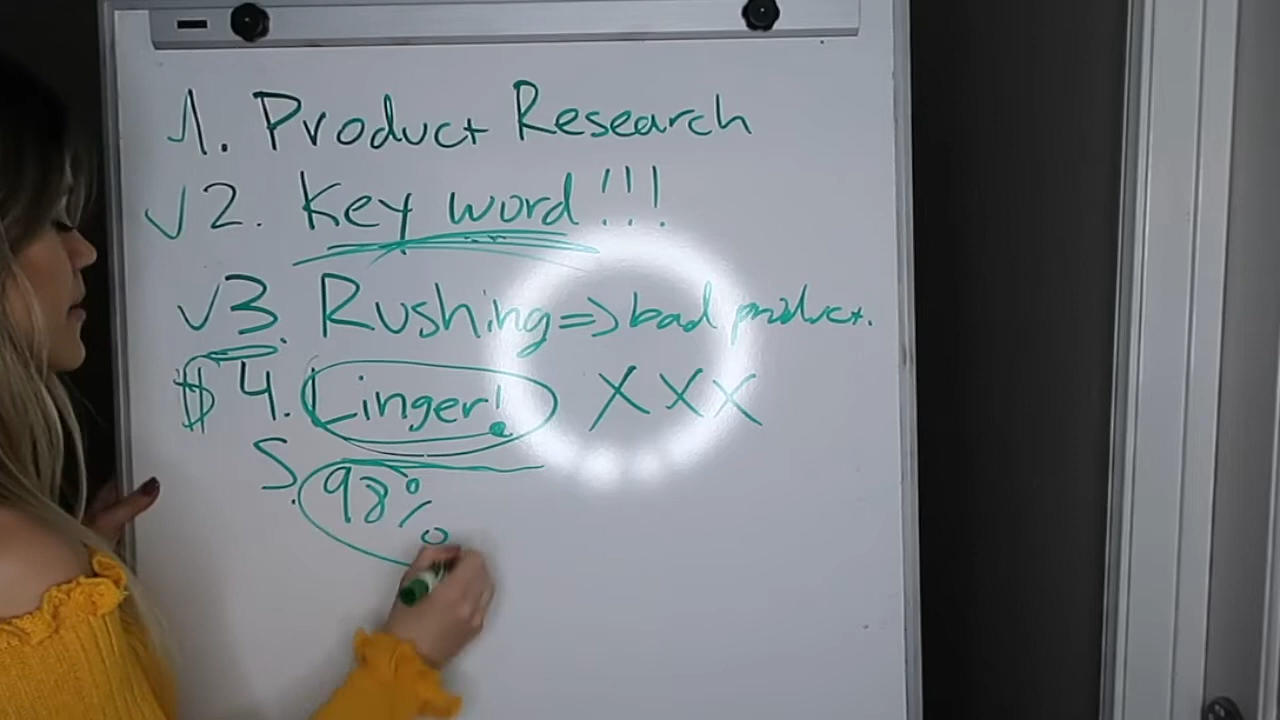 1. Product Research
√2. Key word!!!
√3. Rushing => bad product.
$4. Linger! XXX
5. 98%